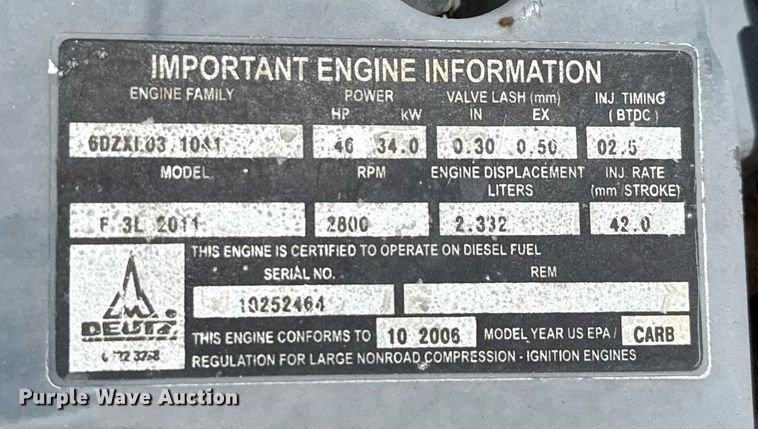 IMPORTANT ENGINE INFORMATION
ENGINE FAMILY POWER VALVE LASH (mm) INJ. TIMING
HP kW IN EX (BTDC)
6DZXL03.1041 46 34.0 0.30 0.50 02.5
MODEL RPM ENGINE DISPLACEMENT INJ. RATE
LITERS (mm³/STROKE)
F 3L 2011 2800 2.332 42.0
THIS ENGINE IS CERTIFIED TO OPERATE ON DIESEL FUEL
SERIAL NO. REM
10252464
DEUTZ
THIS ENGINE CONFORMS TO 10 2006 MODEL YEAR US EPA / CARB
REGULATION FOR LARGE NONROAD COMPRESSION - IGNITION ENGINES
Purple Wave Auction